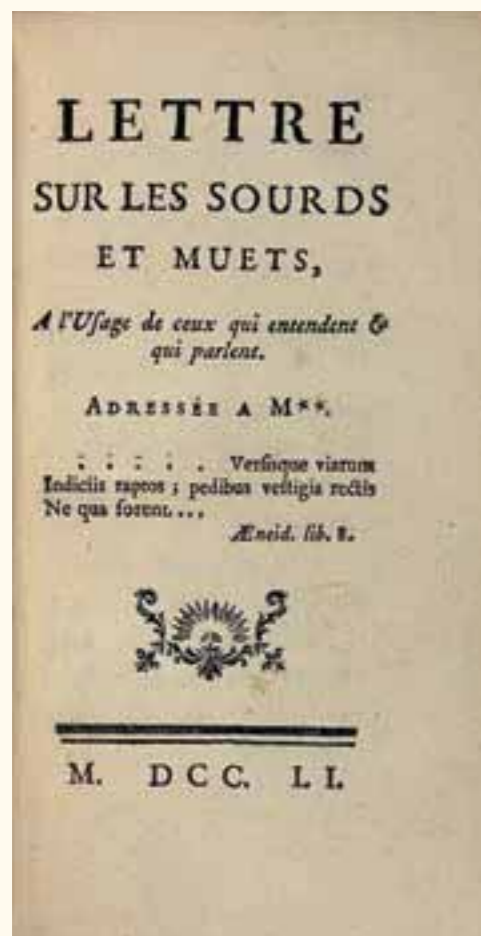 LETTRE
SUR LES SOURDS
ET MUETS,
A l'Uſage de ceux qui entendent &
qui parlent.
ADRESSÉE A M**.
. . . . . Verſisque viarum
Indiciis raptos ; pedibus veſtigia rectis
Ne qua forent....
Æneid. lib. 8.
M. DCC. LI.